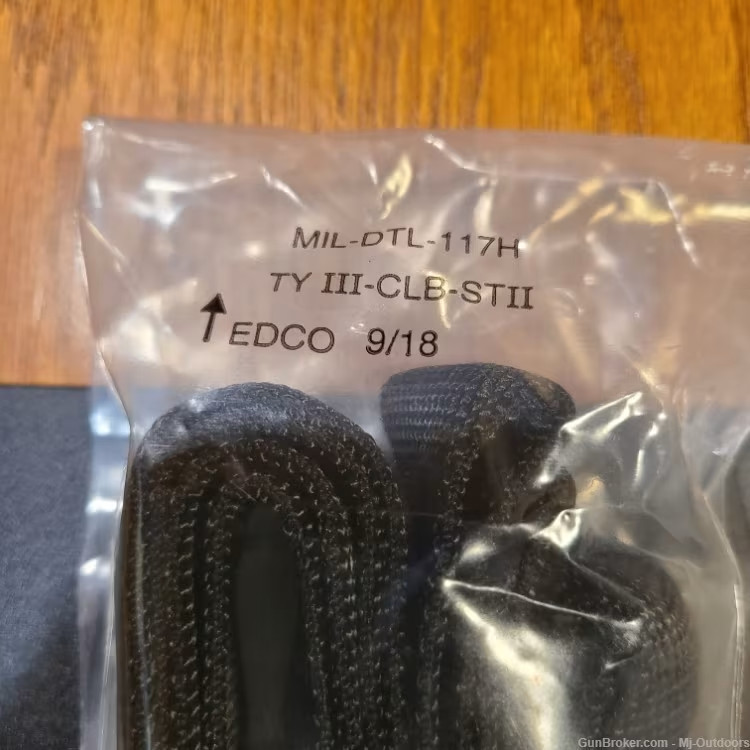 MIL-DTL-117H
TY III-CLB-STII
EDCO 9/18
GunBroker.com - Mj-Outdoors